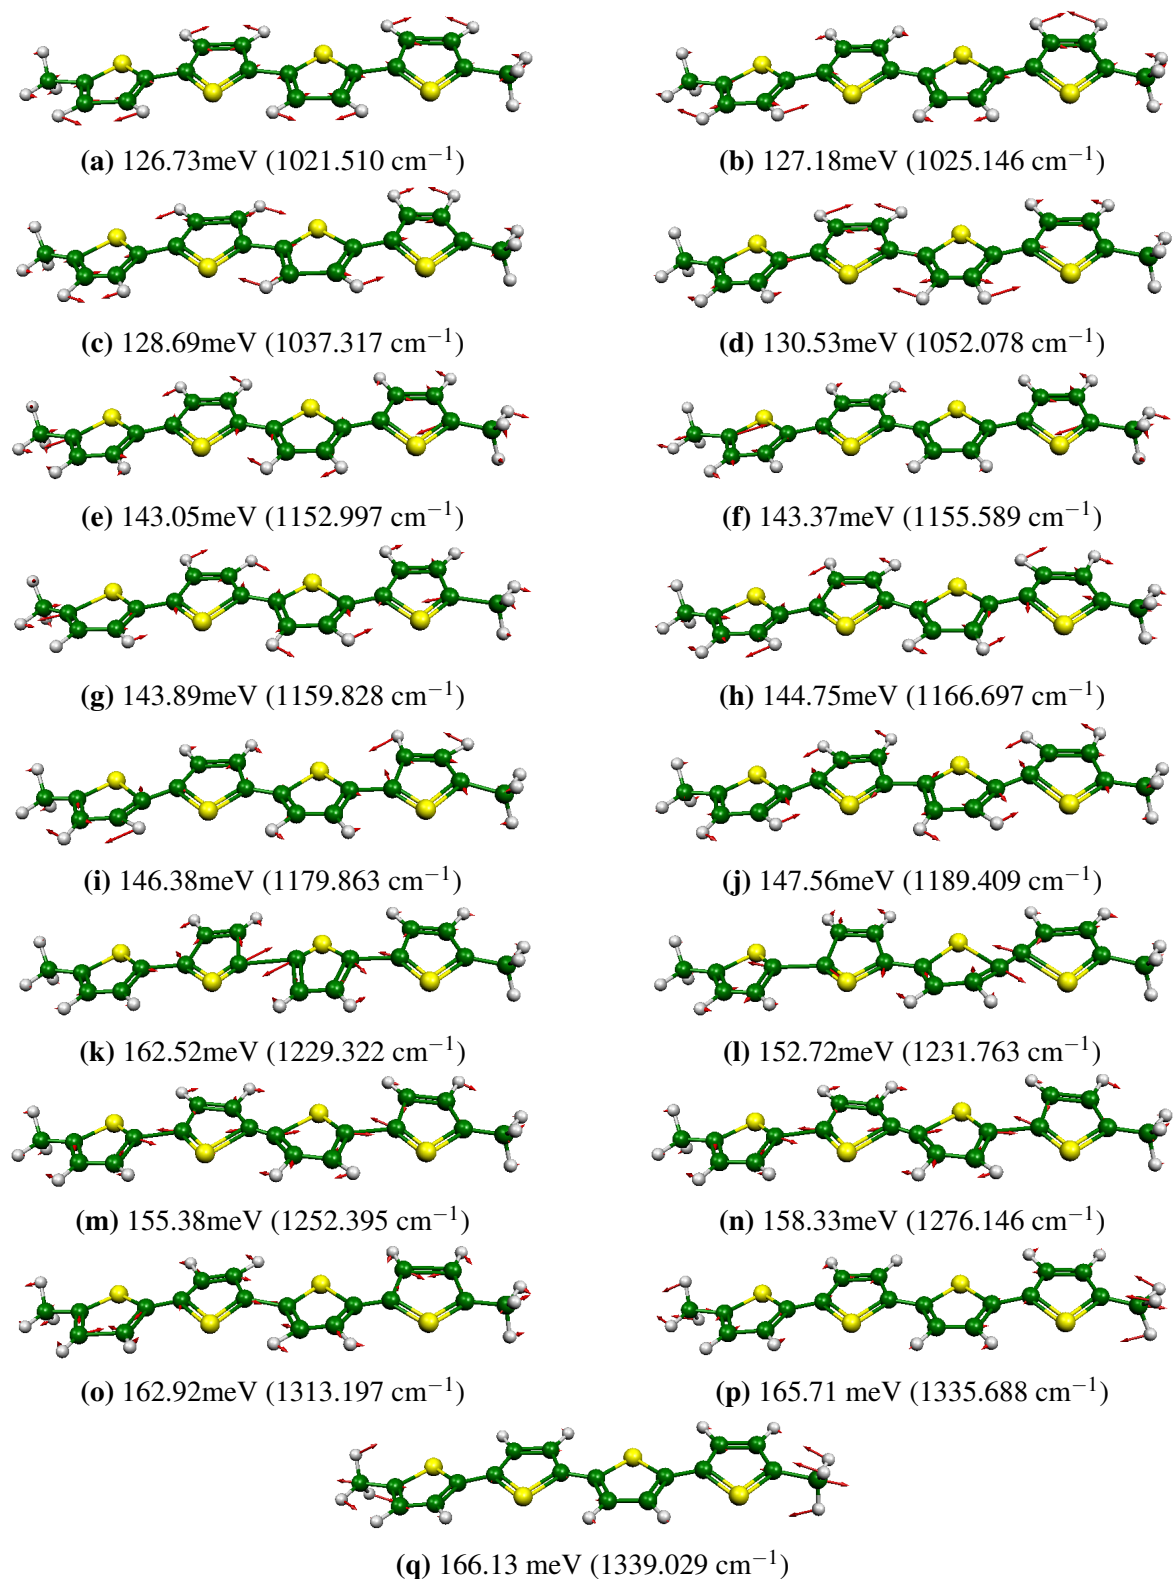 (a) 126.73meV (1021.510 cm⁻¹)
(b) 127.18meV (1025.146 cm⁻¹)
(c) 128.69meV (1037.317 cm⁻¹)
(d) 130.53meV (1052.078 cm⁻¹)
(e) 143.05meV (1152.997 cm⁻¹)
(f) 143.37meV (1155.589 cm⁻¹)
(g) 143.89meV (1159.828 cm⁻¹)
(h) 144.75meV (1166.697 cm⁻¹)
(i) 146.38meV (1179.863 cm⁻¹)
(j) 147.56meV (1189.409 cm⁻¹)
(k) 162.52meV (1229.322 cm⁻¹)
(l) 152.72meV (1231.763 cm⁻¹)
(m) 155.38meV (1252.395 cm⁻¹)
(n) 158.33meV (1276.146 cm⁻¹)
(o) 162.92meV (1313.197 cm⁻¹)
(p) 165.71 meV (1335.688 cm⁻¹)
(q) 166.13 meV (1339.029 cm⁻¹)